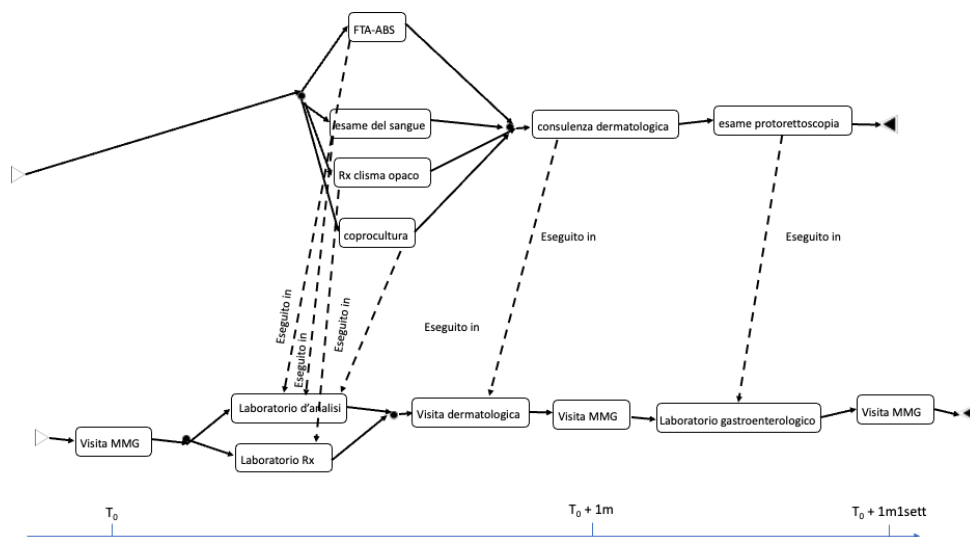 FTA-ABS
esame del sangue
consulenza dermatologica
esame protorettoscopia
Rx clisma opaco
coprocultura
Eseguito in
Eseguito in
Eseguito in
Eseguito in
Eseguito in
Eseguito in
Laboratorio d'analisi
Visita dermatologica
Visita MMG
Laboratorio gastroenterologico
Visita MMG
Visita MMG
Laboratorio Rx
T0
T0 + 1m
T0 + 1m1sett